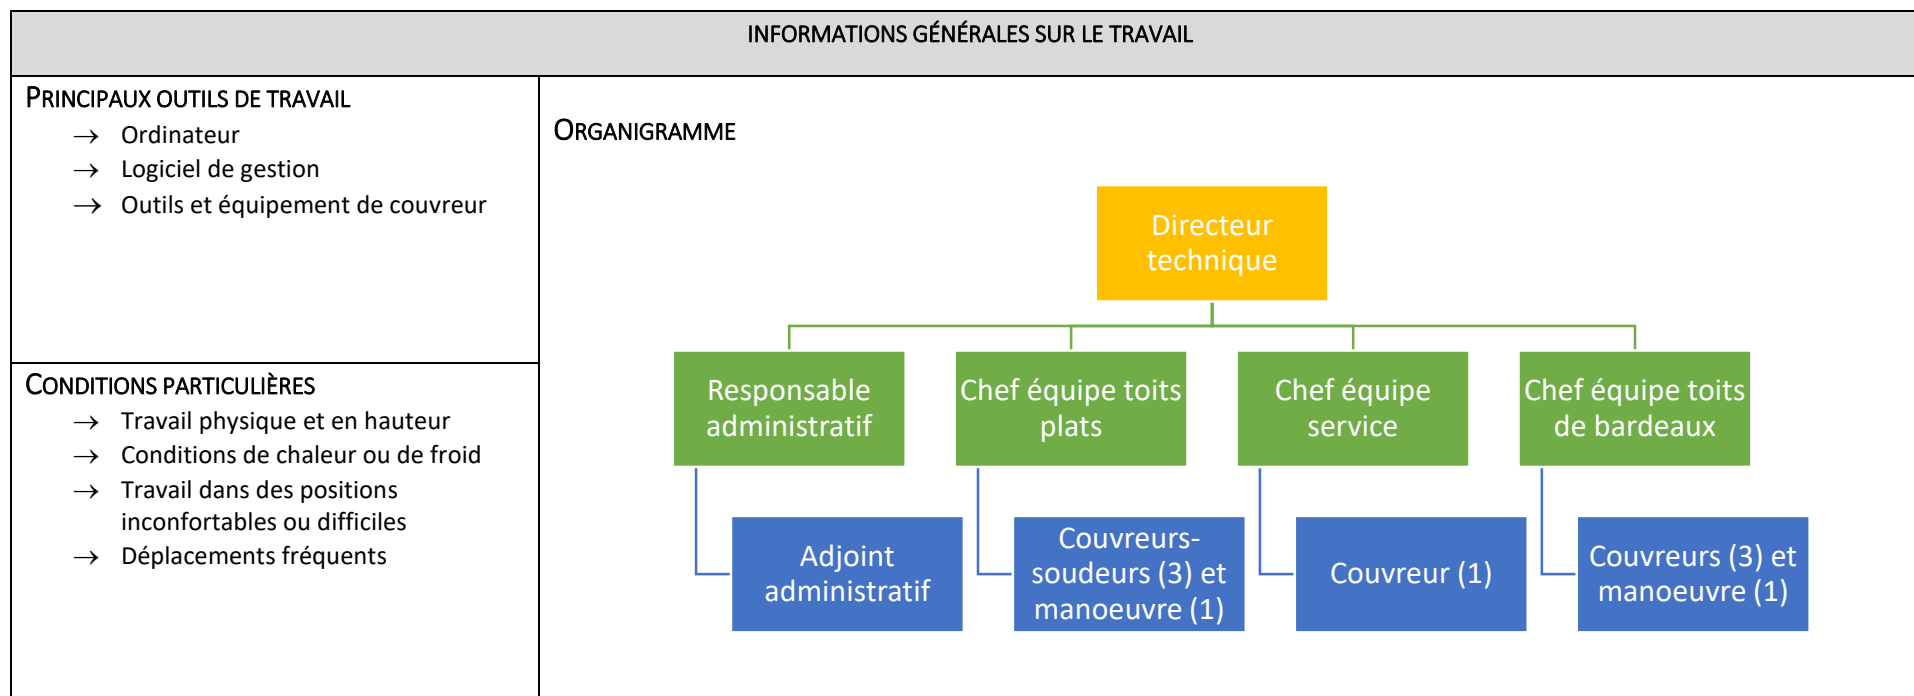 INFORMATIONS GÉNÉRALES SUR LE TRAVAIL
PRINCIPAUX OUTILS DE TRAVAIL
→ Ordinateur
→ Logiciel de gestion
→ Outils et équipement de couvreur
CONDITIONS PARTICULIÈRES
→ Travail physique et en hauteur
→ Conditions de chaleur ou de froid
→ Travail dans des positions
inconfortables ou difficiles
→ Déplacements fréquents
ORGANIGRAMME
Directeur
technique
Responsable
administratif
Chef équipe toits
plats
Chef équipe
service
Chef équipe toits
de bardeaux
Adjoint
administratif
Couvreurs-
soudeurs (3) et
manoeuvre (1)
Couvreur (1)
Couvreurs (3) et
manoeuvre (1)